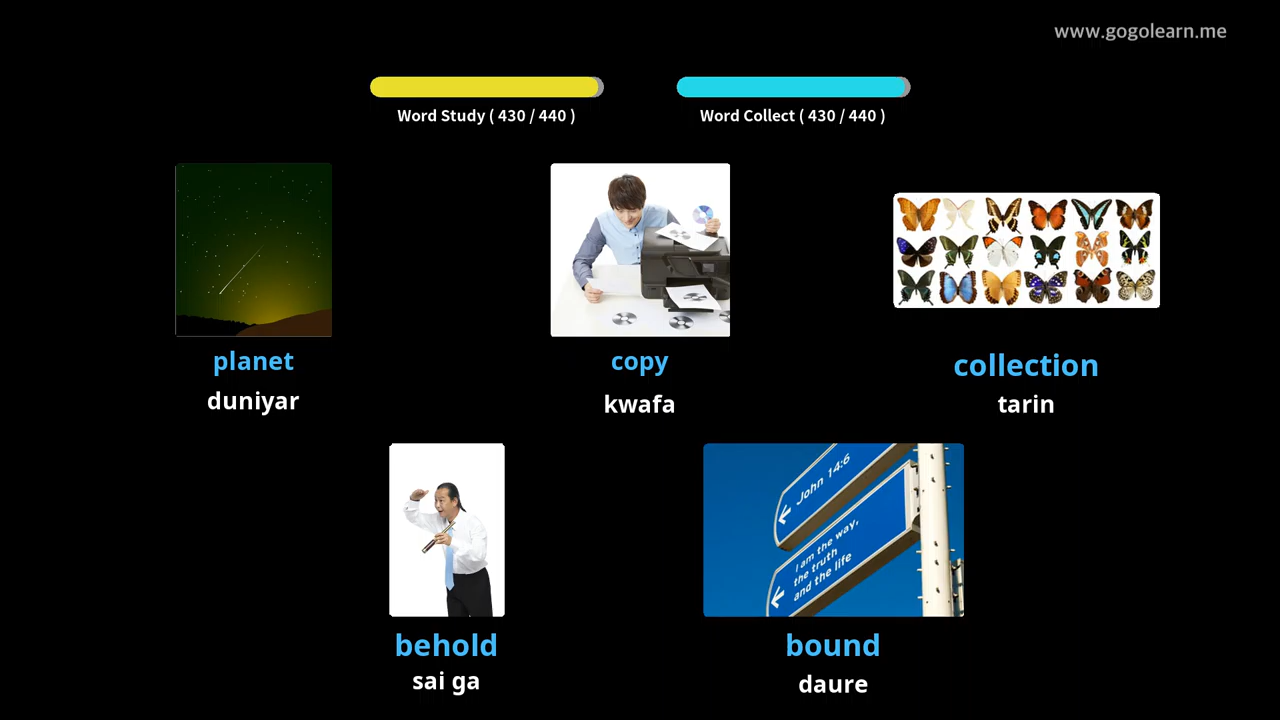 www.gogolearn.me
Word Study ( 430 / 440 )
Word Collect ( 430 / 440 )
planet
duniyar
copy
kwafa
collection
tarin
John 14:6
I am the way,
the truth
and the life
behold
sai ga
bound
daure